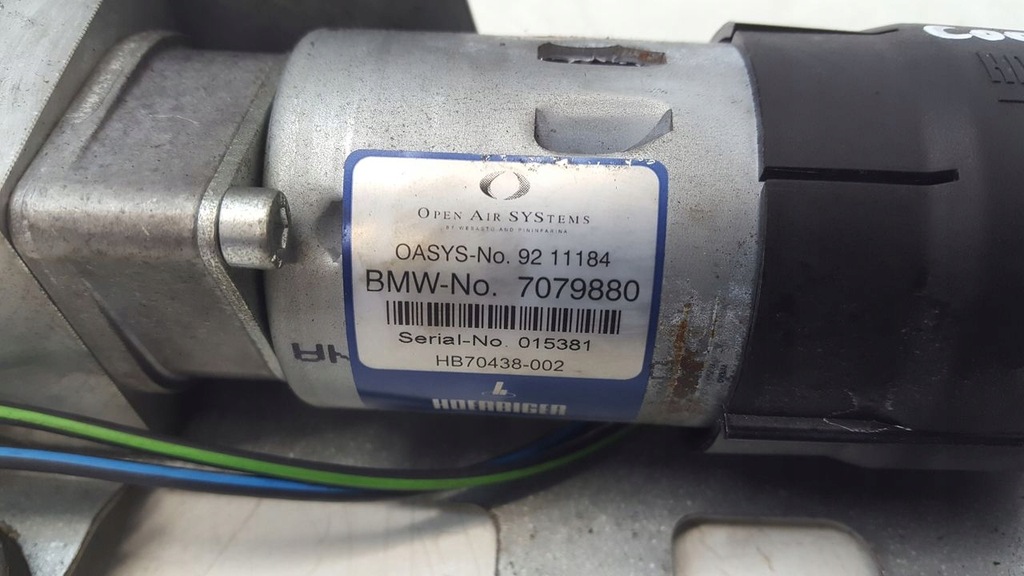 OPEN AIR SYSTEMS
BY WEBASTO AND PININFARINA
OASYS-No. 92 11184
BMW-No. 7079880
Serial-No. 015381
HB70438-002
HOERBIGER